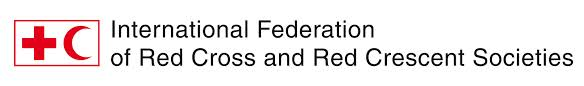 International Federation
of Red Cross and Red Crescent Societies